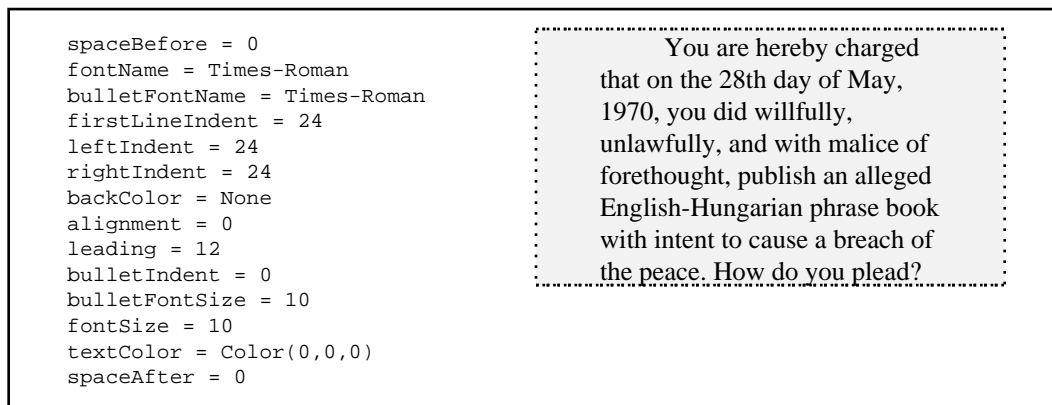 spaceBefore = 0
fontName = Times-Roman
bulletFontName = Times-Roman
firstLineIndent = 24
leftIndent = 24
rightIndent = 24
backColor = None
alignment = 0
leading = 12
bulletIndent = 0
bulletFontSize = 10
fontSize = 10
textColor = Color(0,0,0)
spaceAfter = 0
You are hereby charged
that on the 28th day of May,
1970, you did willfully,
unlawfully, and with malice of
forethought, publish an alleged
English-Hungarian phrase book
with intent to cause a breach of
the peace. How do you plead?